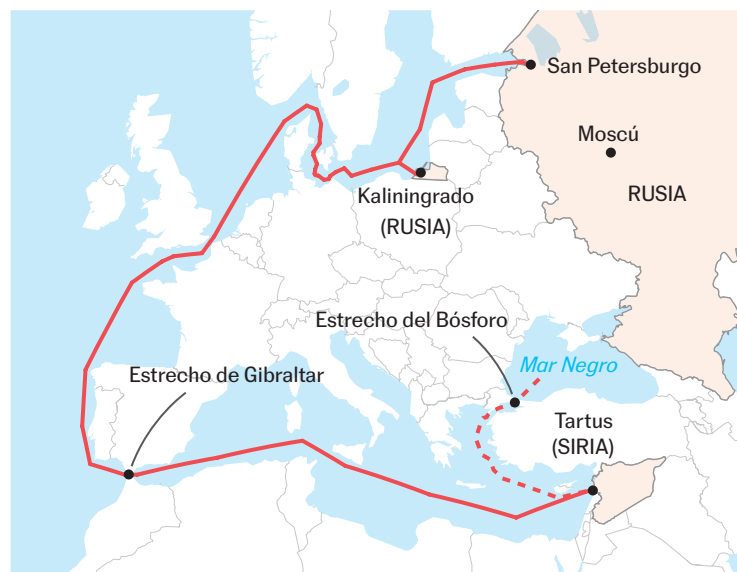 San Petersburgo
Moscú
RUSIA
Kaliningrado
(RUSIA)
Estrecho del Bósforo
Mar Negro
Estrecho de Gibraltar
Tartus
(SIRIA)